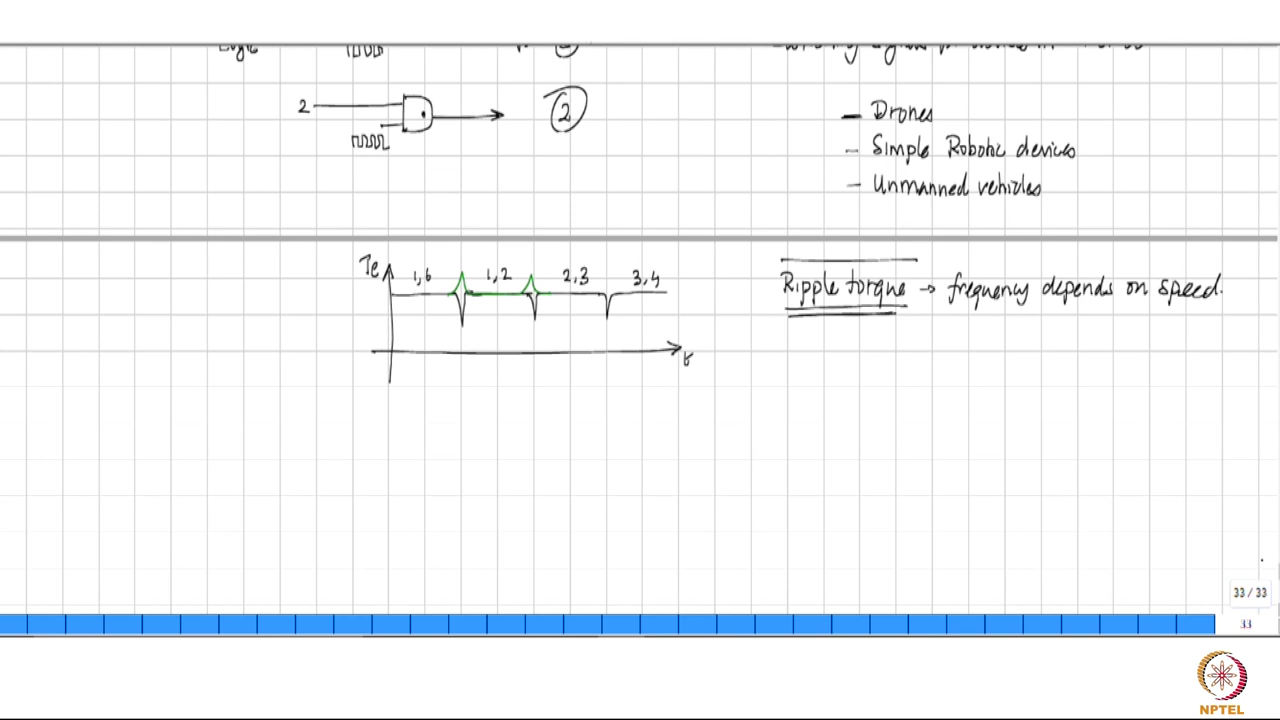 Logic
2
2
– Drones
– Simple Robotic devices
– Unmanned vehicles
Te
1,6 1,2 2,3 3,4
t
Ripple torque → frequency depends on speed.
33 / 33
33
NPTEL